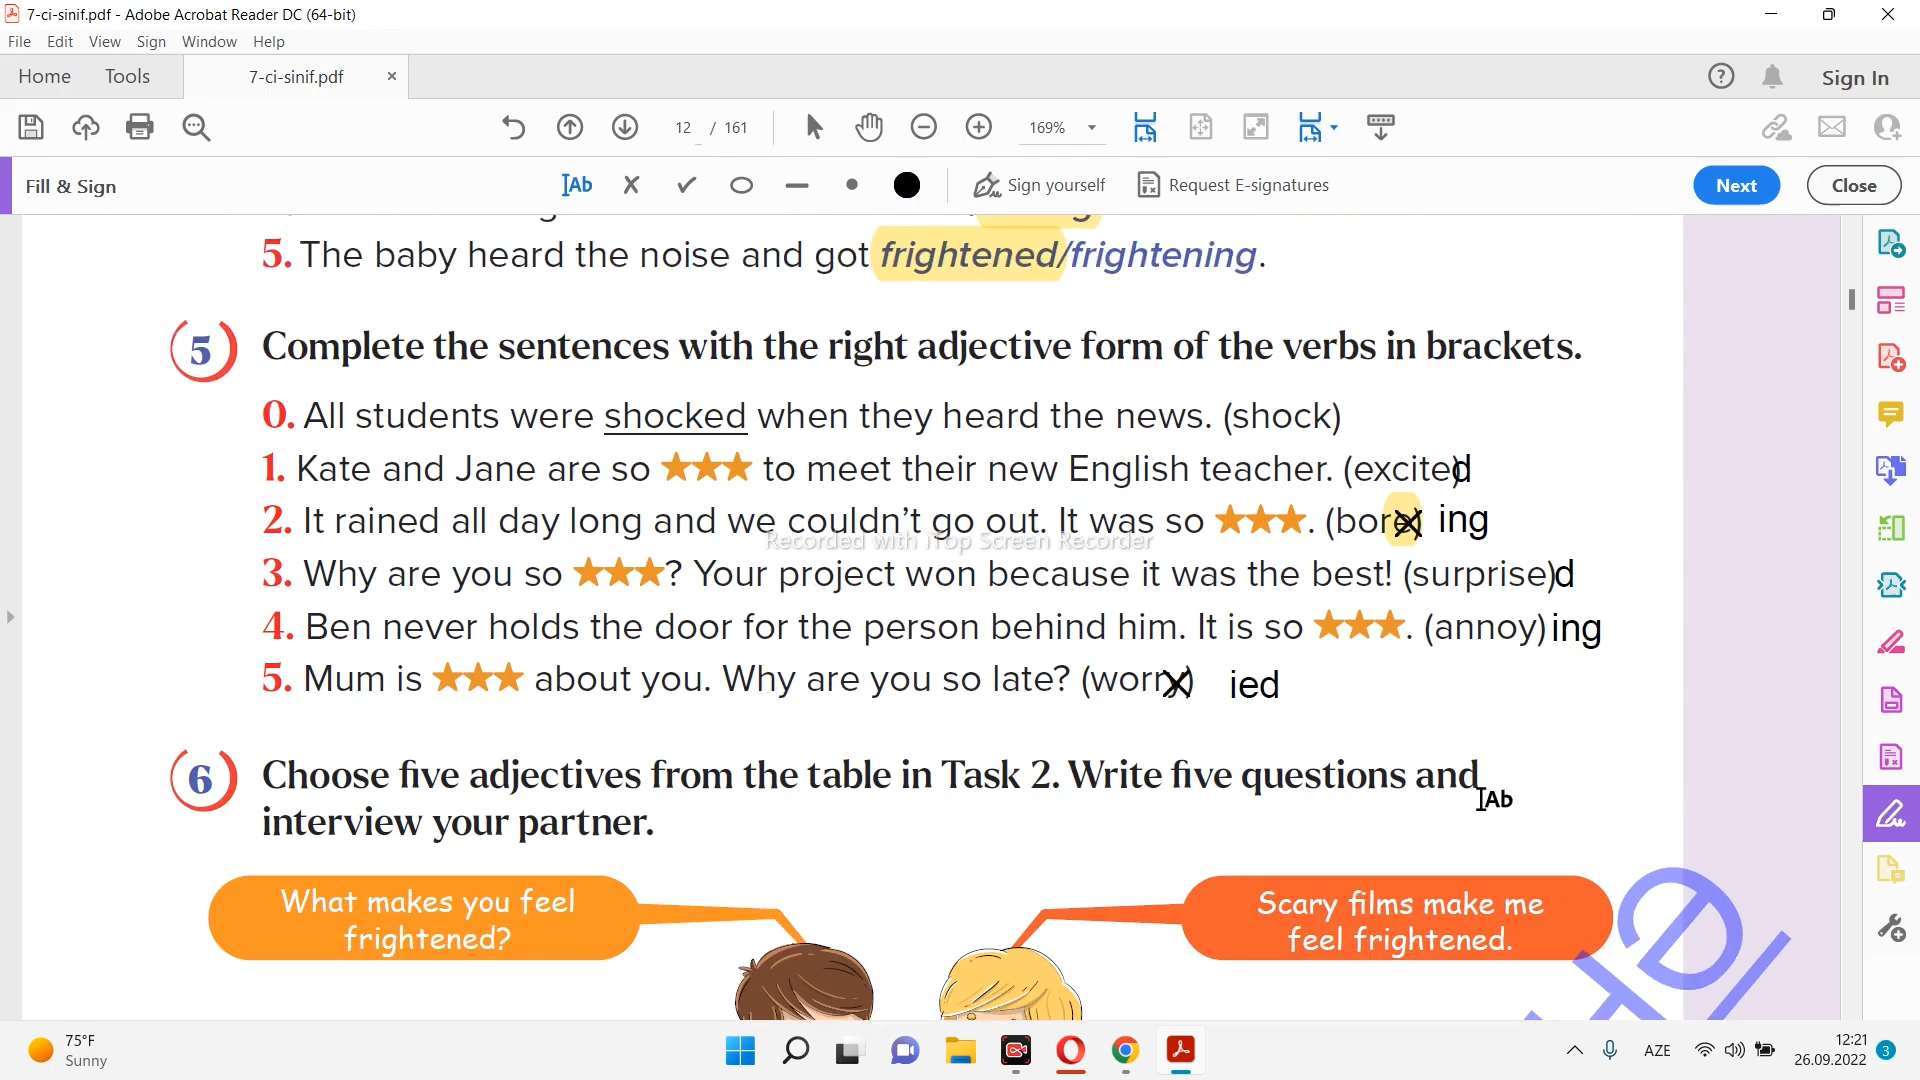 7-ci-sinif.pdf - Adobe Acrobat Reader DC (64-bit)
File Edit View Sign Window Help
Home Tools 7-ci-sinif.pdf × Sign In
12 / 161 169%
Fill & Sign Ab Sign yourself Request E-signatures Next Close
5. The baby heard the noise and got frightened/frightening.
5 Complete the sentences with the right adjective form of the verbs in brackets.
0. All students were shocked when they heard the news. (shock)
1. Kate and Jane are so ★★★ to meet their new English teacher. (excite)d
2. It rained all day long and we couldn't go out. It was so ★★★. (bore) ing
Recorded with iTop Screen Recorder
3. Why are you so ★★★? Your project won because it was the best! (surprise)d
4. Ben never holds the door for the person behind him. It is so ★★★. (annoy) ing
5. Mum is ★★★ about you. Why are you so late? (worry) ied
6 Choose five adjectives from the table in Task 2. Write five questions and
interview your partner.
Ab
What makes you feel
frightened?
Scary films make me
feel frightened.
75°F
Sunny
AZE
12:21
26.09.2022
3